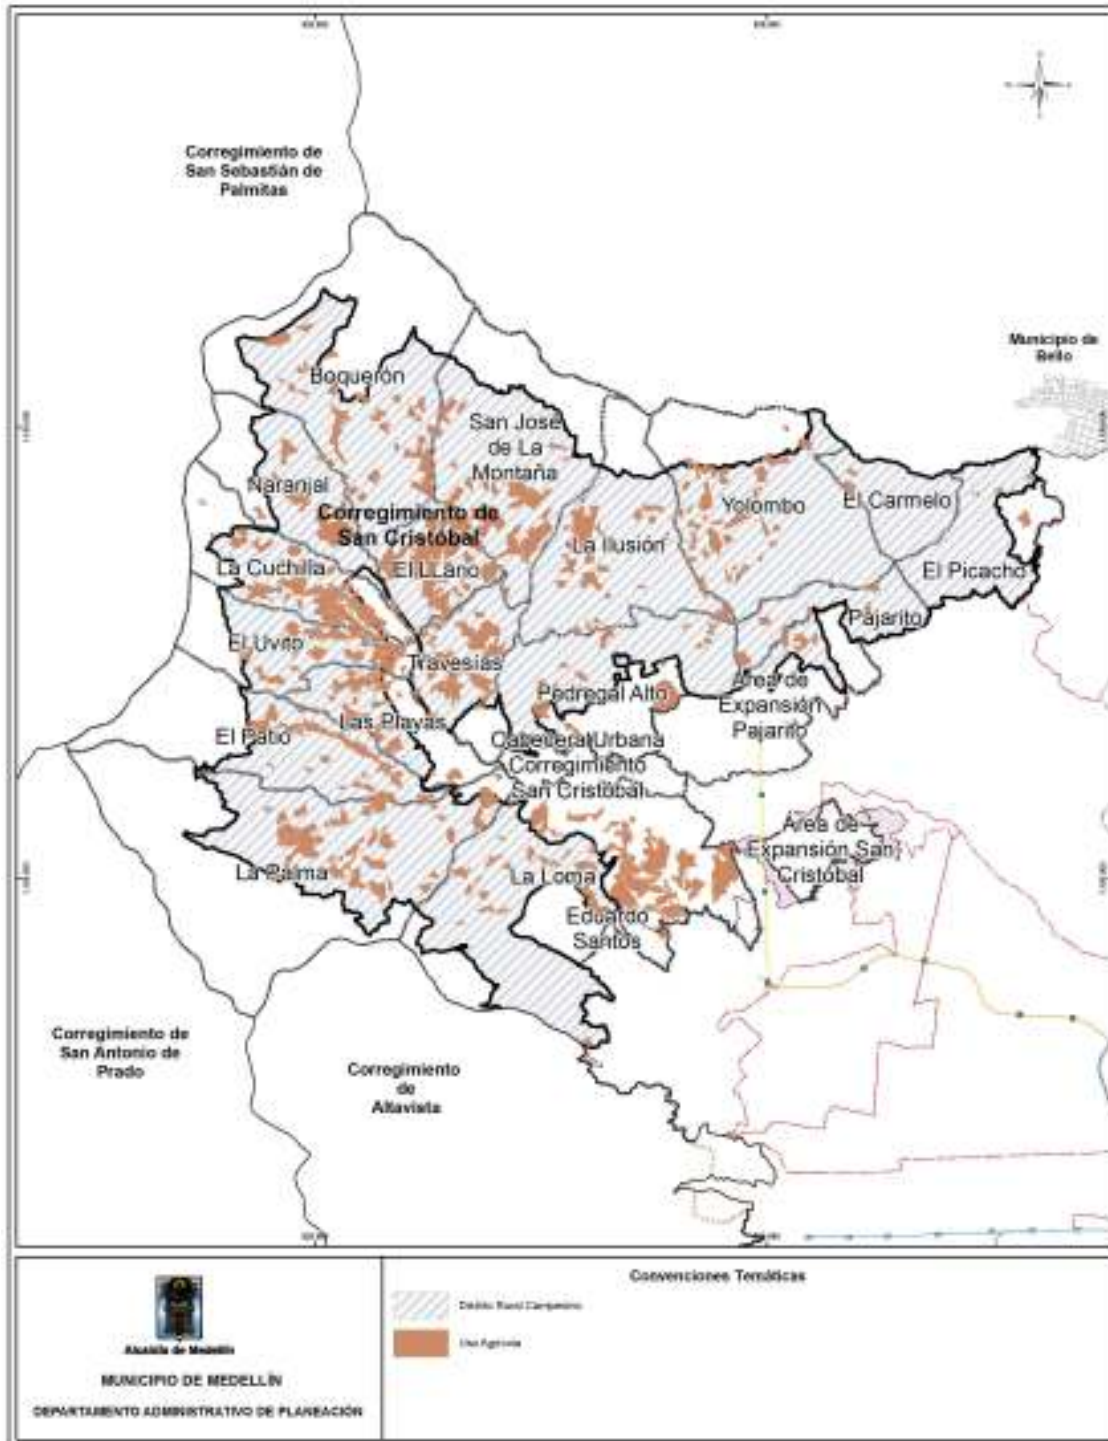 Corregimiento de
San Sebastián de
Palmitas
Municipio de
Bello
Boquerón
San José
de La
Montaña
Naranjal
Yolombo
El Carmelo
Corregimiento de
San Cristóbal
La Ilusión
La Cuchilla
El LLano
El Picacho
Pajarito
El Uvito
Travesías
Pedregal Alto
Área de
Expansión
Pajarito
Las Playas
El Patio
Cabecera Urbana
Corregimiento
San Cristóbal
Área de
Expansión San
Cristóbal
La Palma
La Loma
Eduardo
Santos
Corregimiento de
San Antonio de
Prado
Corregimiento
de
Altavista
Convenciones Temáticas
Distrito Rural Campesino
Uso Agrícola
Alcaldía de Medellín
MUNICIPIO DE MEDELLÍN
DEPARTAMENTO ADMINISTRATIVO DE PLANEACIÓN